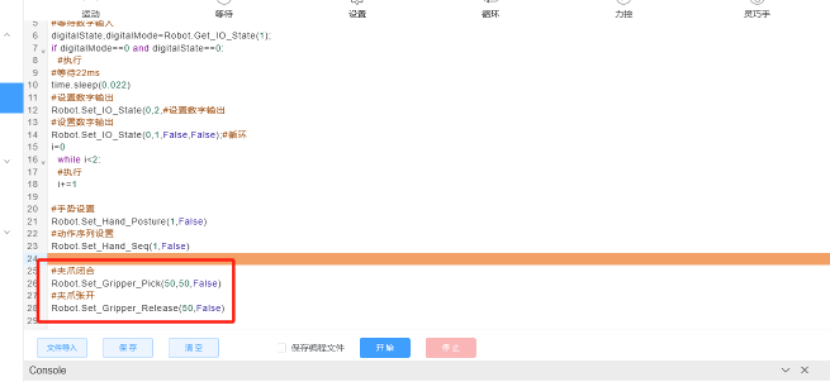 运动 等待 设置 循环 力控 灵巧手
5 #等待数字输入
6 digitalState,digitalMode=Robot.Get_IO_State(1);
7 if digitalMode==0 and digitalState==0:
8 #执行
9 #等待22ms
10 time.sleep(0.022)
11 #设置数字输出
12 Robot.Set_IO_State(0,2,#设置数字输出
13 #设置数字输出
14 Robot.Set_IO_State(0,1,False,False);#循环
15 i=0
16 while i<2:
17 #执行
18 i+=1
19
20 #手势设置
21 Robot.Set_Hand_Posture(1,False)
22 #动作序列设置
23 Robot.Set_Hand_Seq(1,False)
24
25 #夹爪闭合
26 Robot.Set_Gripper_Pick(50,50,False)
27 #夹爪张开
28 Robot.Set_Gripper_Release(50,False)
29
文件导入 保存 清空 保存编程文件 开始 停止
Console